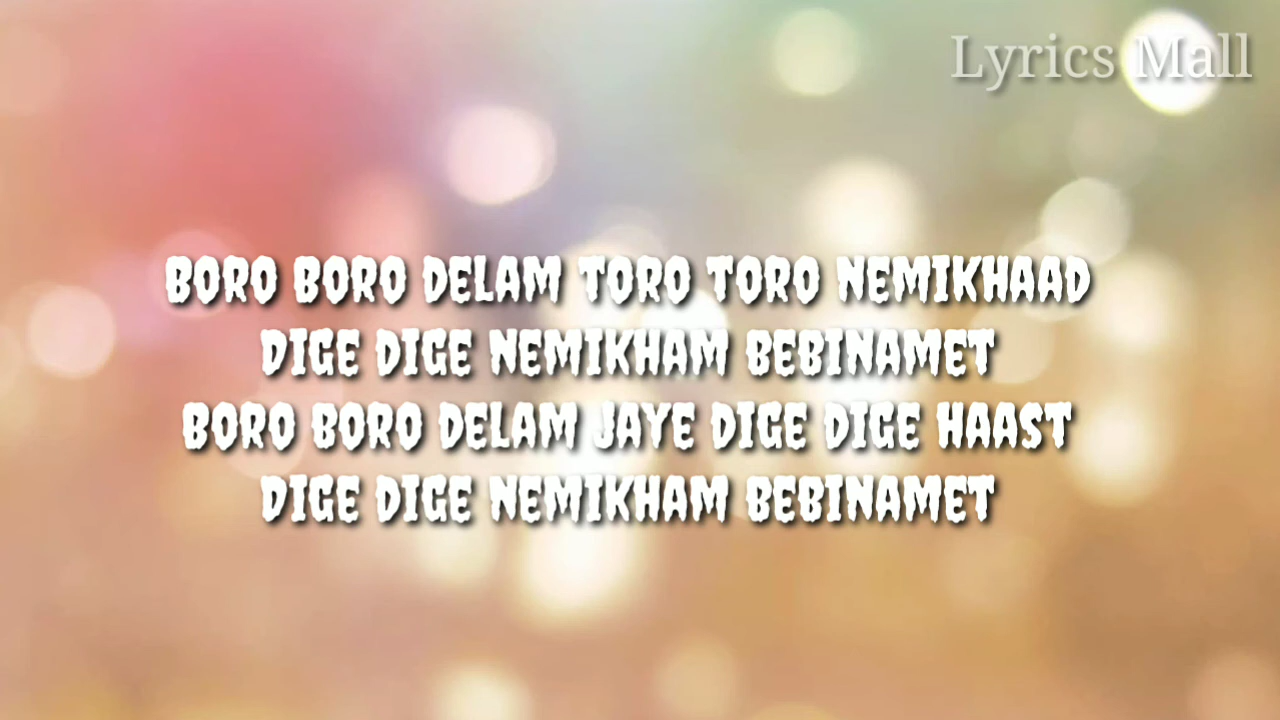 Lyrics Mall
BORO BORO DELAM TORO TORO NEMIKHAAD
DIGE DIGE NEMIKHAM BEBINAMET
BORO BORO DELAM JAYE DIGE DIGE HAAST
DIGE DIGE NEMIKHAM BEBINAMET